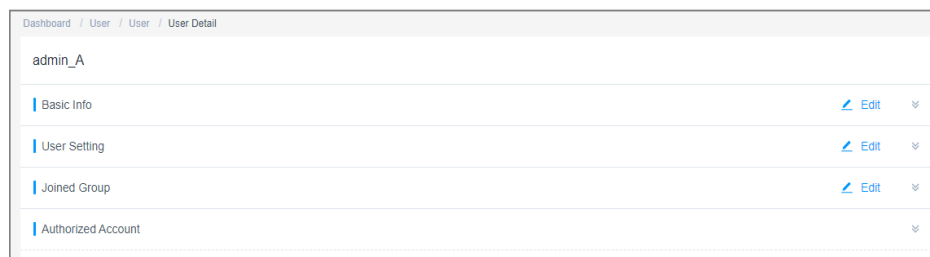 Dashboard / User / User / User Detail
admin_A
Basic Info Edit
User Setting Edit
Joined Group Edit
Authorized Account